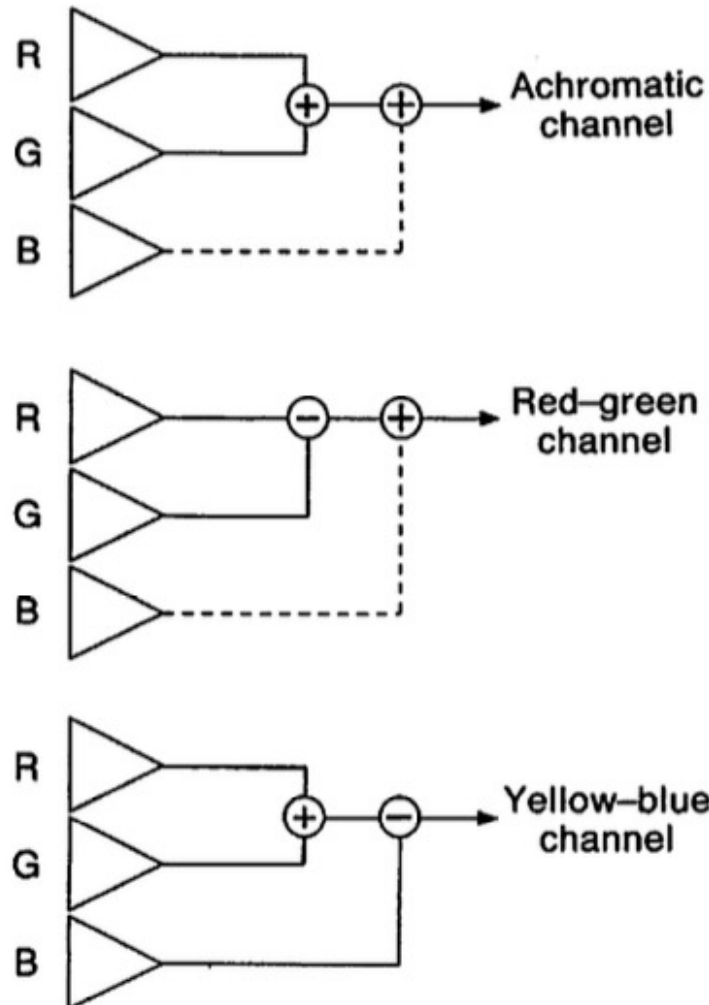 R
G
B
+
+
Achromatic
channel
R
G
B
−
+
Red–green
channel
R
G
B
+
−
Yellow–blue
channel